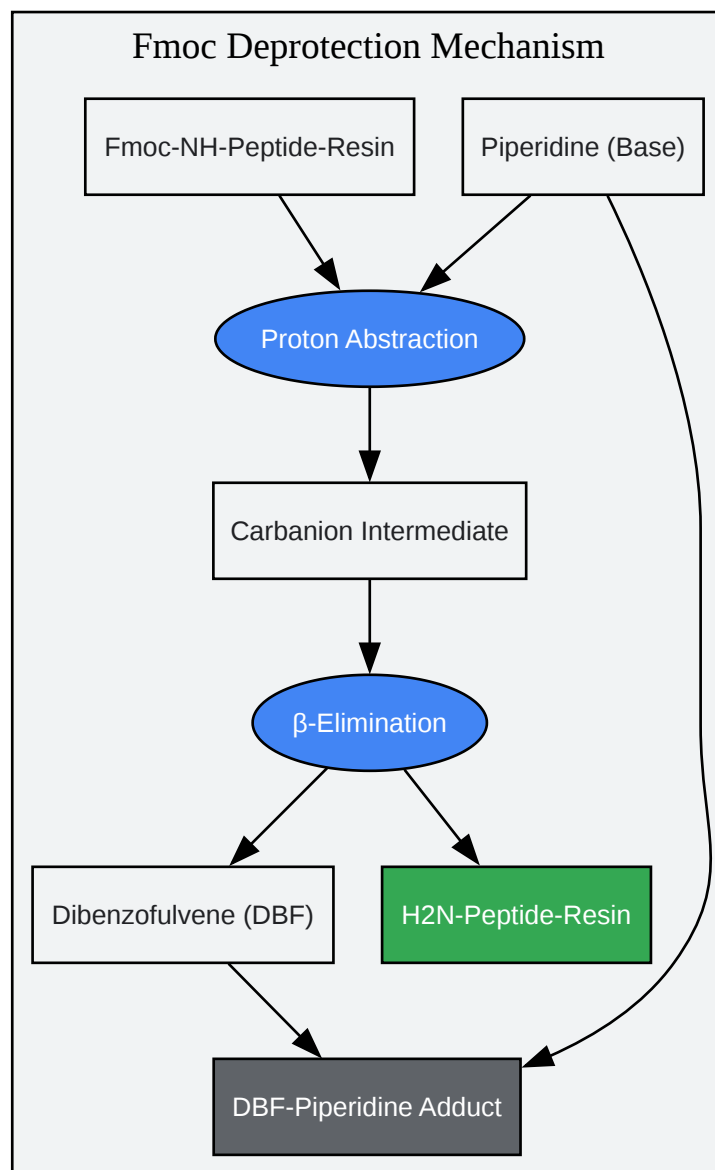 Fmoc Deprotection Mechanism
Fmoc-NH-Peptide-Resin
Piperidine (Base)
Proton Abstraction
Carbanion Intermediate
β-Elimination
Dibenzofulvene (DBF)
H2N-Peptide-Resin
DBF-Piperidine Adduct